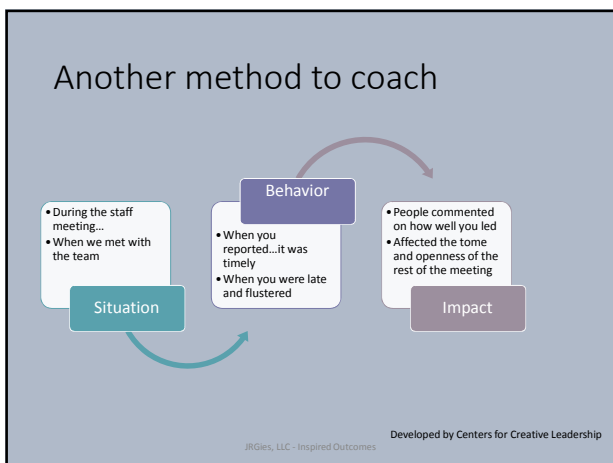 Another method to coach
• During the staff
meeting…
• When we met with
the team
Situation
Behavior
• When you
reported…it was
timely
• When you were late
and flustered
• People commented
on how well you led
• Affected the tome
and openness of the
rest of the meeting
Impact
Developed by Centers for Creative Leadership
JRGies, LLC - Inspired Outcomes